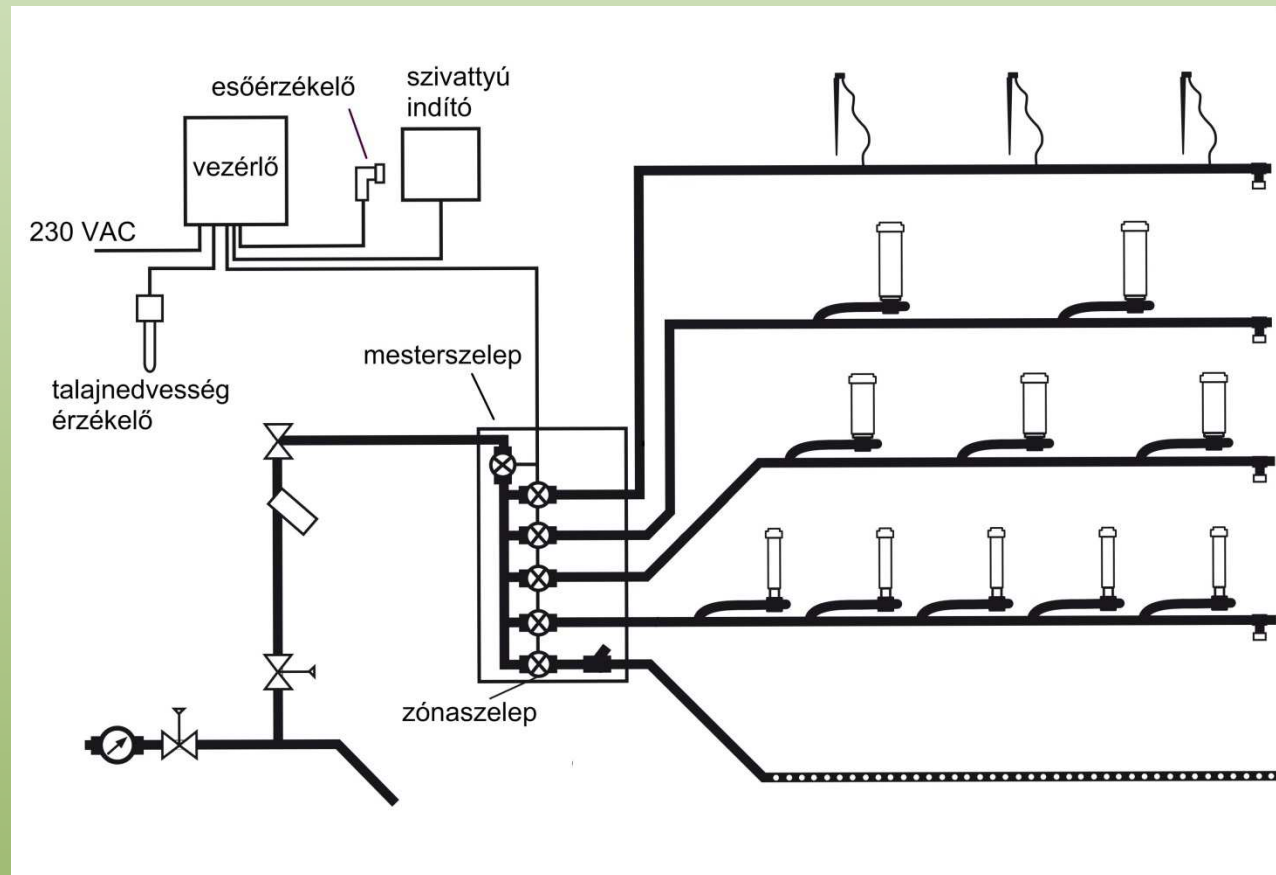 esőérzékelő
szivattyú
indító
vezérlő
230 VAC
talajnedvesség
érzékelő
mesterszelep
zónaszelep